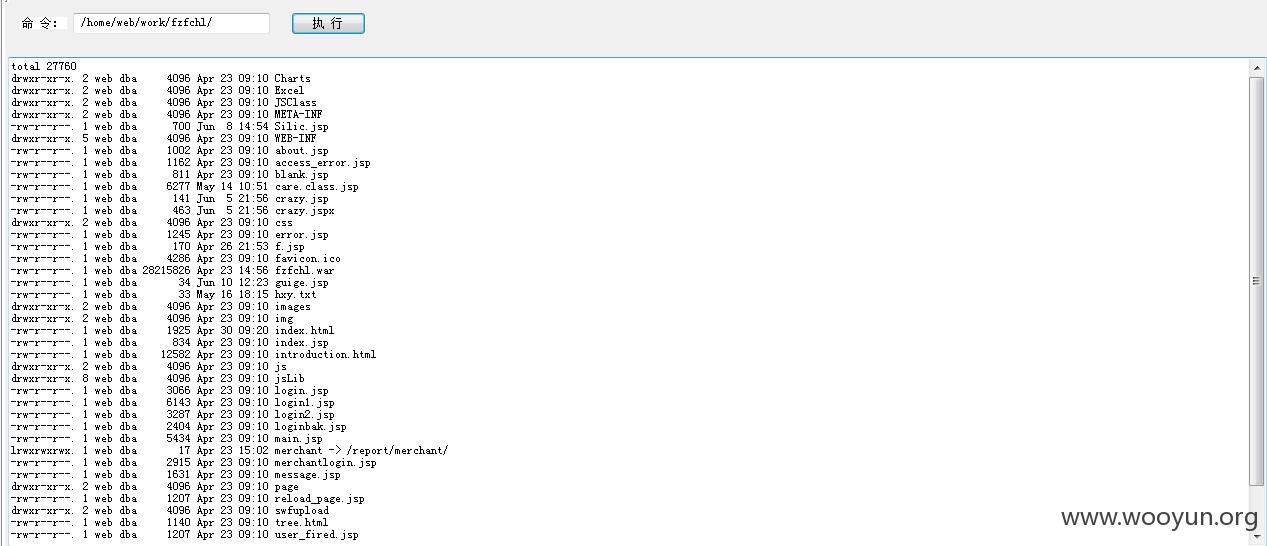 命 令: /home/web/work/fzfchl/ 执 行
total 27760
drwxr-xr-x. 2 web dba 4096 Apr 23 09:10 Charts
drwxr-xr-x. 2 web dba 4096 Apr 23 09:10 Excel
drwxr-xr-x. 2 web dba 4096 Apr 23 09:10 JSClass
drwxr-xr-x. 2 web dba 4096 Apr 23 09:10 META-INF
-rw-r--r--. 1 web dba 700 Jun 8 14:54 Silic.jsp
drwxr-xr-x. 5 web dba 4096 Apr 23 09:10 WEB-INF
-rw-r--r--. 1 web dba 1002 Apr 23 09:10 about.jsp
-rw-r--r--. 1 web dba 1162 Apr 23 09:10 access_error.jsp
-rw-r--r--. 1 web dba 811 Apr 23 09:10 blank.jsp
-rw-r--r--. 1 web dba 6277 May 14 10:51 care.class.jsp
-rw-r--r--. 1 web dba 141 Jun 5 21:56 crazy.jsp
-rw-r--r--. 1 web dba 463 Jun 5 21:56 crazy.jspx
drwxr-xr-x. 2 web dba 4096 Apr 23 09:10 css
-rw-r--r--. 1 web dba 1245 Apr 23 09:10 error.jsp
-rw-r--r--. 1 web dba 170 Apr 26 21:53 f.jsp
-rw-r--r--. 1 web dba 4286 Apr 23 09:10 favicon.ico
-rw-r--r--. 1 web dba 28215826 Apr 23 14:56 fzfchl.war
-rw-r--r--. 1 web dba 34 Jun 10 12:23 guige.jsp
-rw-r--r--. 1 web dba 33 May 16 18:15 hxy.txt
drwxr-xr-x. 2 web dba 4096 Apr 23 09:10 images
drwxr-xr-x. 2 web dba 4096 Apr 23 09:10 img
-rw-r--r--. 1 web dba 1925 Apr 30 09:20 index.html
-rw-r--r--. 1 web dba 834 Apr 23 09:10 index.jsp
-rw-r--r--. 1 web dba 12582 Apr 23 09:10 introduction.html
drwxr-xr-x. 2 web dba 4096 Apr 23 09:10 js
drwxr-xr-x. 8 web dba 4096 Apr 23 09:10 jsLib
-rw-r--r--. 1 web dba 3066 Apr 23 09:10 login.jsp
-rw-r--r--. 1 web dba 6143 Apr 23 09:10 login1.jsp
-rw-r--r--. 1 web dba 3287 Apr 23 09:10 login2.jsp
-rw-r--r--. 1 web dba 2404 Apr 23 09:10 loginbak.jsp
-rw-r--r--. 1 web dba 5434 Apr 23 09:10 main.jsp
lrwxrwxrwx. 1 web dba 17 Apr 23 15:02 merchant -> /report/merchant/
-rw-r--r--. 1 web dba 2915 Apr 23 09:10 merchantlogin.jsp
-rw-r--r--. 1 web dba 1631 Apr 23 09:10 message.jsp
drwxr-xr-x. 2 web dba 4096 Apr 23 09:10 page
-rw-r--r--. 1 web dba 1207 Apr 23 09:10 reload_page.jsp
drwxr-xr-x. 2 web dba 4096 Apr 23 09:10 swfupload
-rw-r--r--. 1 web dba 1140 Apr 23 09:10 tree.html
-rw-r--r--. 1 web dba 1207 Apr 23 09:10 user_fired.jsp
www.wooyun.org